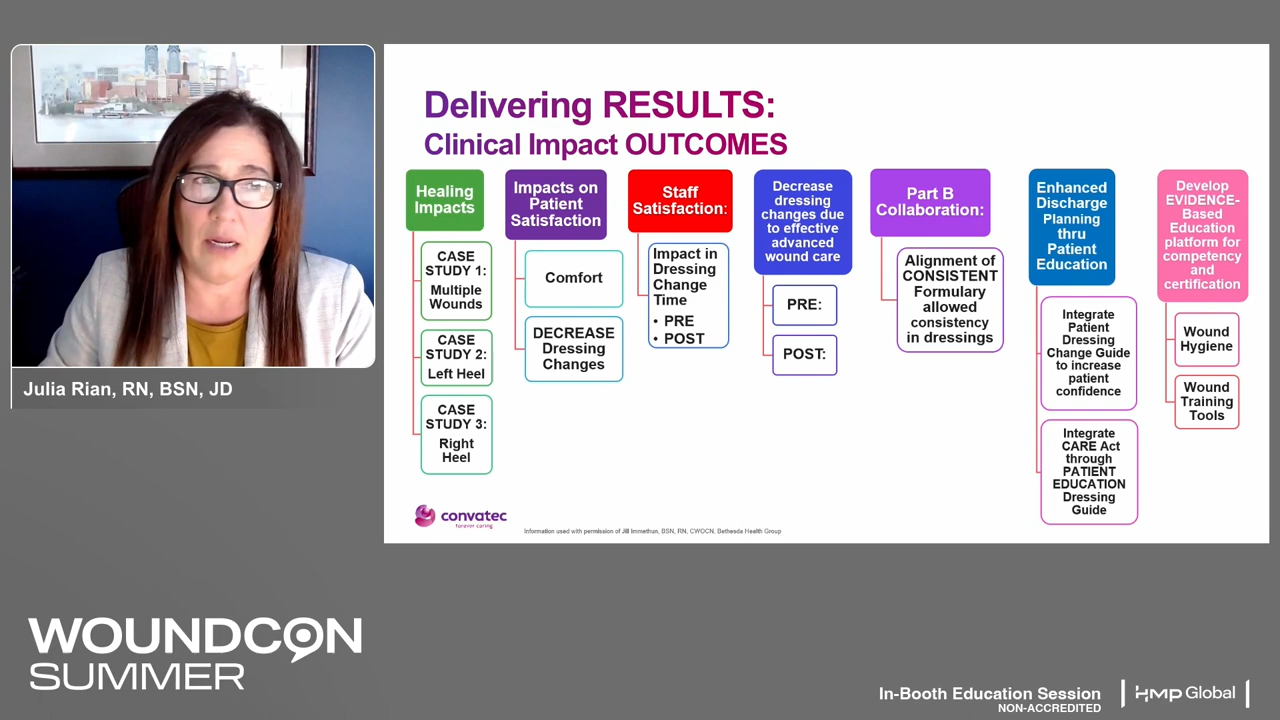 Delivering RESULTS:
Clinical Impact OUTCOMES
Healing
Impacts
CASE
STUDY 1:
Multiple
Wounds
CASE
STUDY 2:
Left Heel
CASE
STUDY 3:
Right
Heel
Impacts on
Patient
Satisfaction
Comfort
DECREASE
Dressing
Changes
Staff
Satisfaction:
Impact in
Dressing
Change
Time
• PRE
• POST
Decrease
dressing
changes due
to effective
advanced
wound care
PRE:
POST:
Part B
Collaboration:
Alignment of
CONSISTENT
Formulary
allowed
consistency
in dressings
Enhanced
Discharge
Planning
thru
Patient
Education
Integrate
Patient
Dressing
Change Guide
to increase
patient
confidence
Integrate
CARE Act
through
PATIENT
EDUCATION
Dressing
Guide
Develop
EVIDENCE-
Based
Education
platform for
competency
and
certification
Wound
Hygiene
Wound
Training
Tools
convatec
forever caring
Information used with permission of Jill Immethun, BSN, RN, CWOCN, Bethesda Health Group
Julia Rian, RN, BSN, JD
WOUNDCON
SUMMER
In-Booth Education Session
NON-ACCREDITED
HMP Global